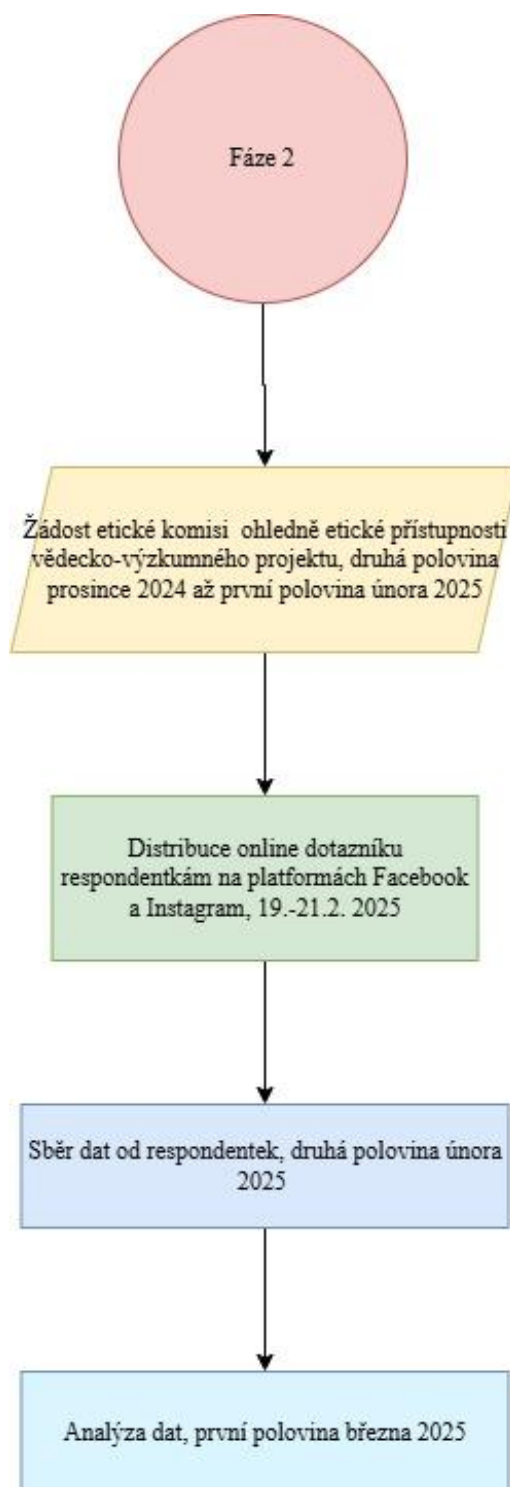 Fáze 2
Žádost etické komisi  ohledně etické přístupnosti
vědecko-výzkumného projektu, druhá polovina
prosince 2024 až první polovina února 2025
Distribuce online dotazníku
respondentkám na platformách Facebook
a Instagram, 19.-21.2. 2025
Sběr dat od respondentek, druhá polovina února
2025
Analýza dat, první polovina března 2025